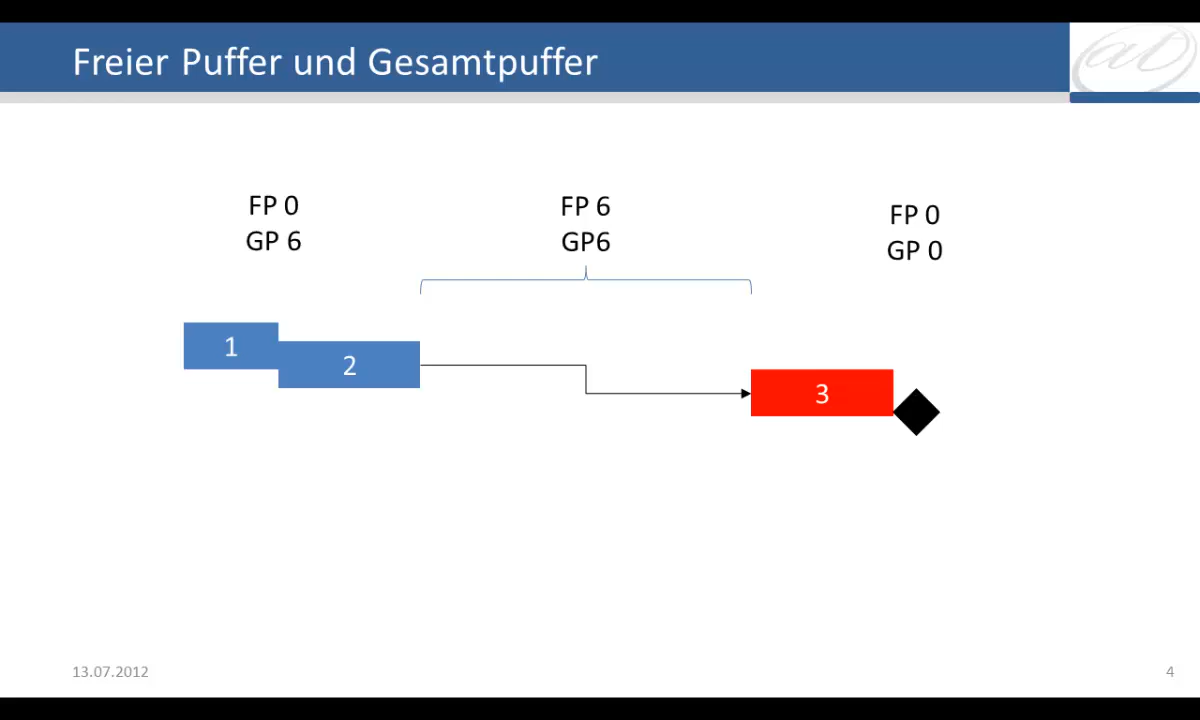 Freier Puffer und Gesamtpuffer
FP 0
GP 6
FP 6
GP6
FP 0
GP 0
1
2
3
13.07.2012
4